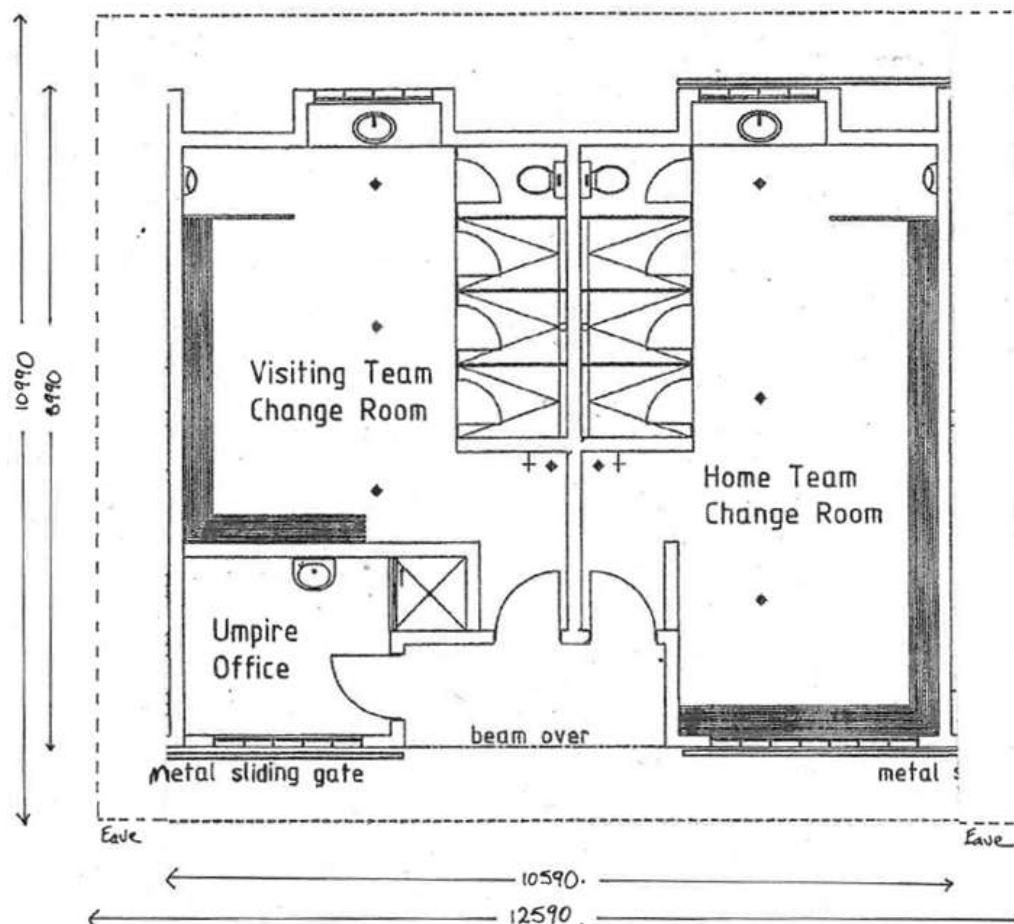 10990
8990
Visiting Team
Change Room
Home Team
Change Room
Umpire
Office
beam over
Metal sliding gate
metal s
Eave
Eave
10590.
12590